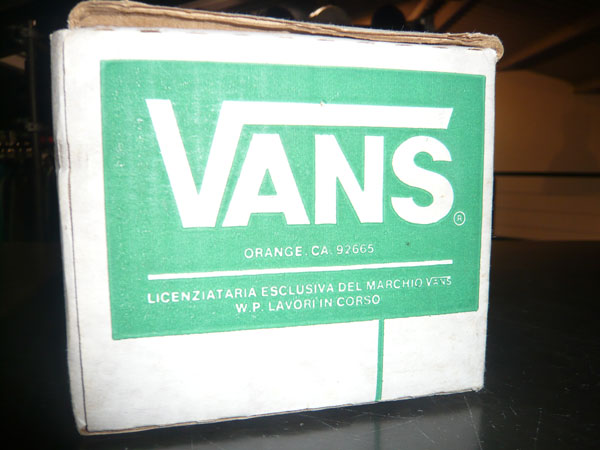 VANS ®
ORANGE, CA. 92665
LICENZIATARIA ESCLUSIVA DEL MARCHIO VANS
W.P. LAVORI IN CORSO